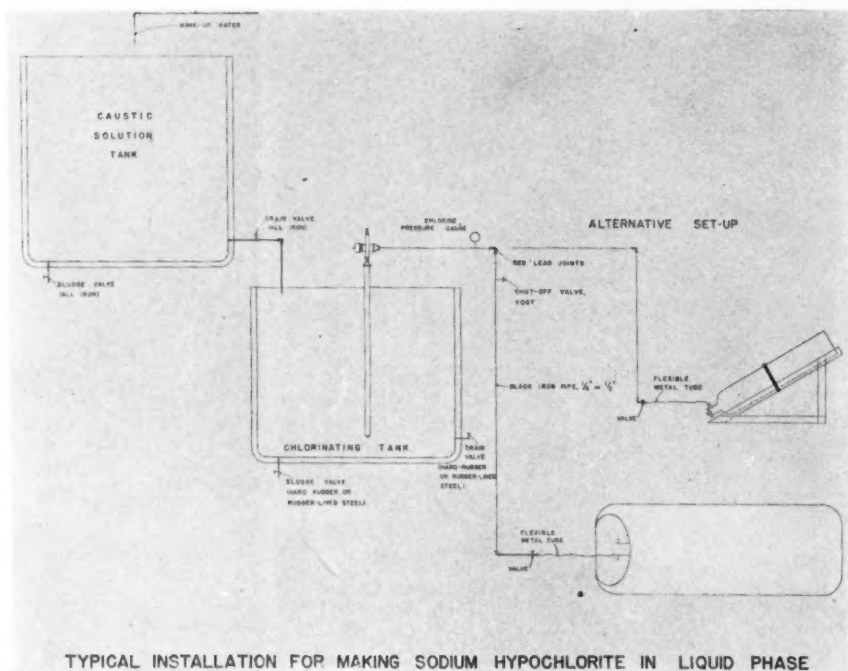 MAKE-UP WATER
CAUSTIC
SOLUTION
TANK
DRAIN VALVE
(ALL IRON)
SLUDGE VALVE
(ALL IRON)
CHLORINE
PRESSURE GAUGE
ALTERNATIVE SET-UP
RED LEAD JOINTS
SHUT-OFF VALVE,
VOGT
BLACK IRON PIPE,
FLEXIBLE
METAL TUBE
VALVE
CHLORINATING TANK
DRAIN
VALVE
(HARD-RUBBER
OR RUBBER-LINED
STEEL)
SLUDGE VALVE
(HARD RUBBER OR
RUBBER-LINED STEEL)
FLEXIBLE
METAL TUBE
VALVE
TYPICAL INSTALLATION FOR MAKING SODIUM HYPOCHLORITE IN LIQUID PHASE